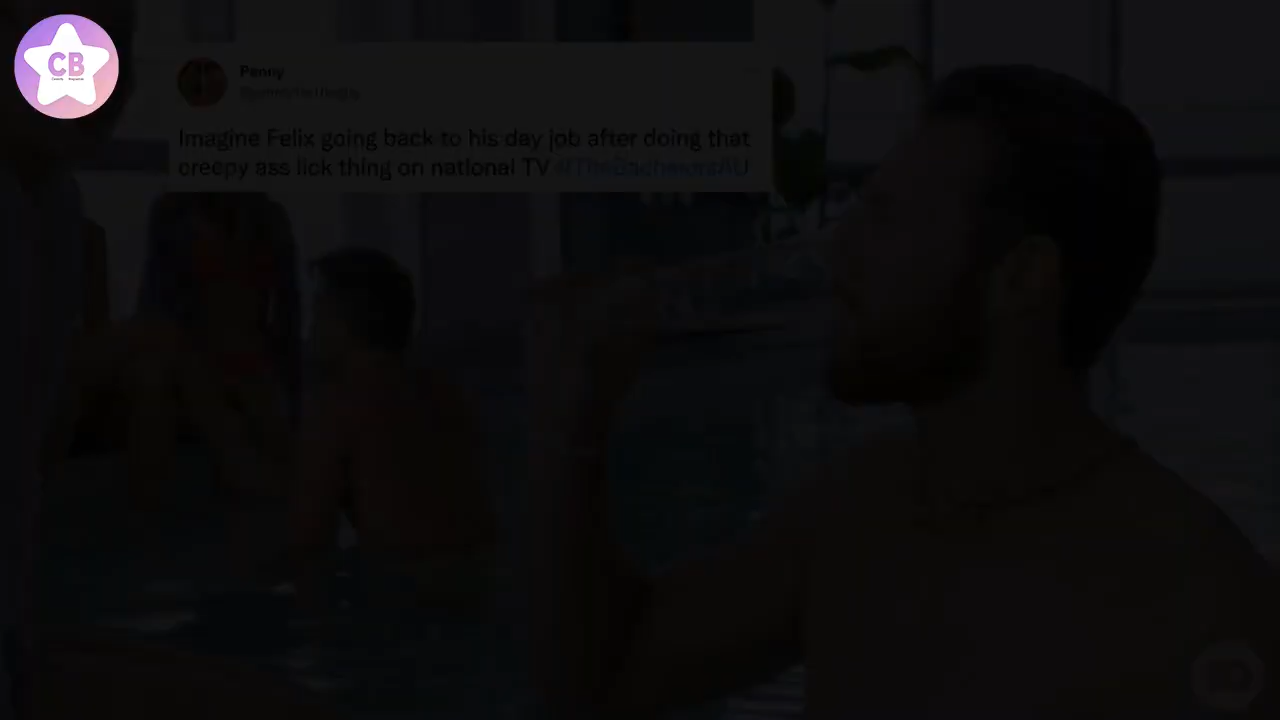 CB
Penny
Imagine Felix going back to his day job after doing that
creepy ass lick thing on national TV #TheBachelorsAU